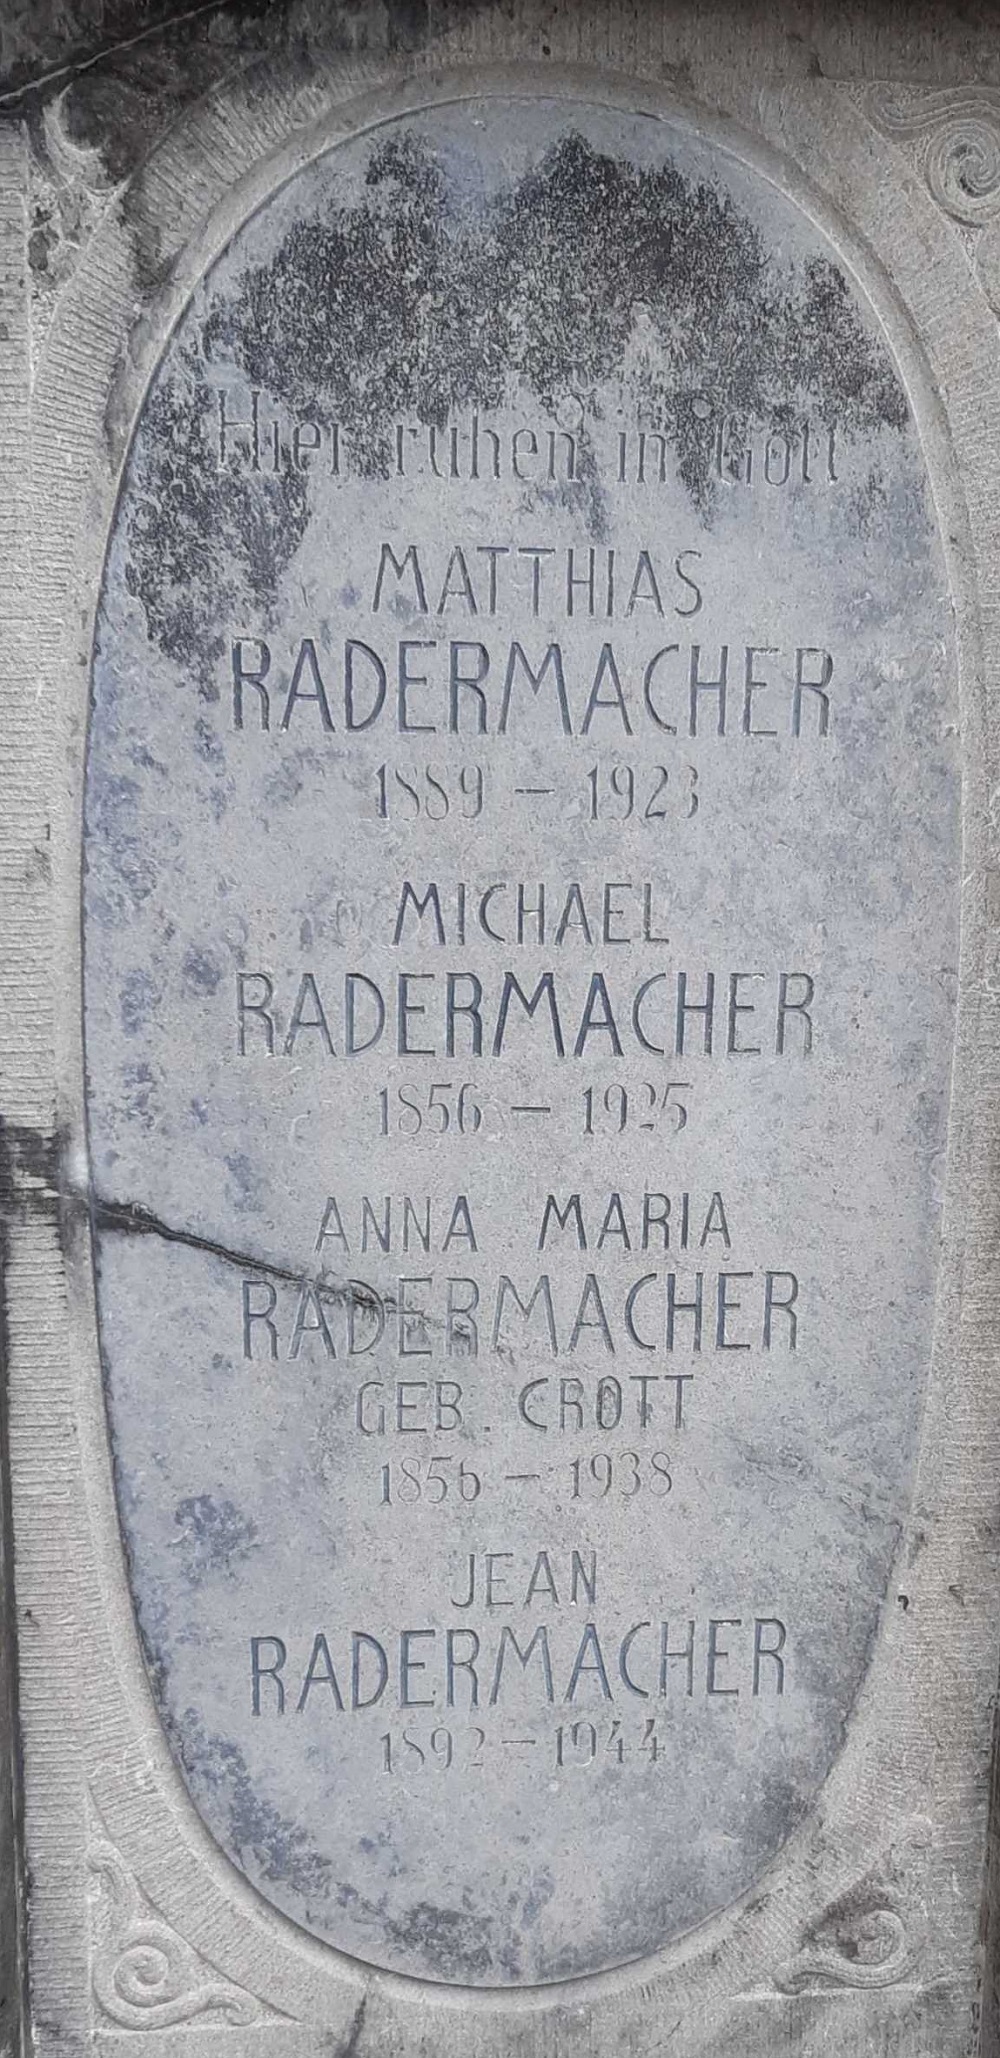 Hier ruhen in Gott
MATTHIAS
RADERMACHER
1889 – 1923
MICHAEL
RADERMACHER
1856 – 1925
ANNA MARIA
RADERMACHER
GEB. CROTT
1856 – 1938
JEAN
RADERMACHER
1892 – 1944